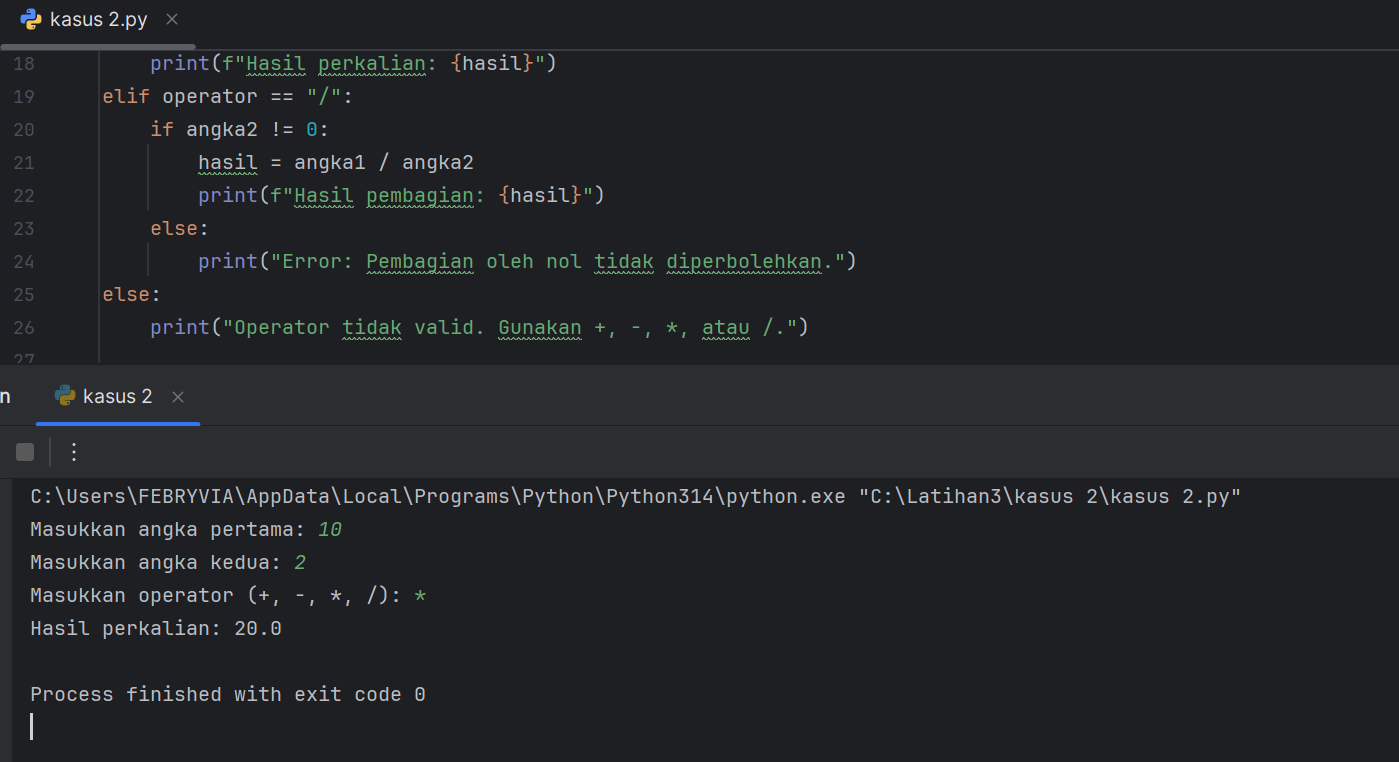 kasus 2.py
18 print(f"Hasil perkalian: {hasil}")
19 elif operator == "/":
20 if angka2 != 0:
21 hasil = angka1 / angka2
22 print(f"Hasil pembagian: {hasil}")
23 else:
24 print("Error: Pembagian oleh nol tidak diperbolehkan.")
25 else:
26 print("Operator tidak valid. Gunakan +, -, *, atau /.")
27
n kasus 2
C:\Users\FEBRYVIA\AppData\Local\Programs\Python\Python314\python.exe "C:\Latihan3\kasus 2\kasus 2.py"
Masukkan angka pertama: 10
Masukkan angka kedua: 2
Masukkan operator (+, -, *, /): *
Hasil perkalian: 20.0
Process finished with exit code 0